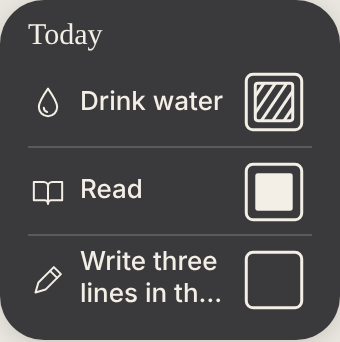 Today
Drink water
Read
Write three
lines in th...